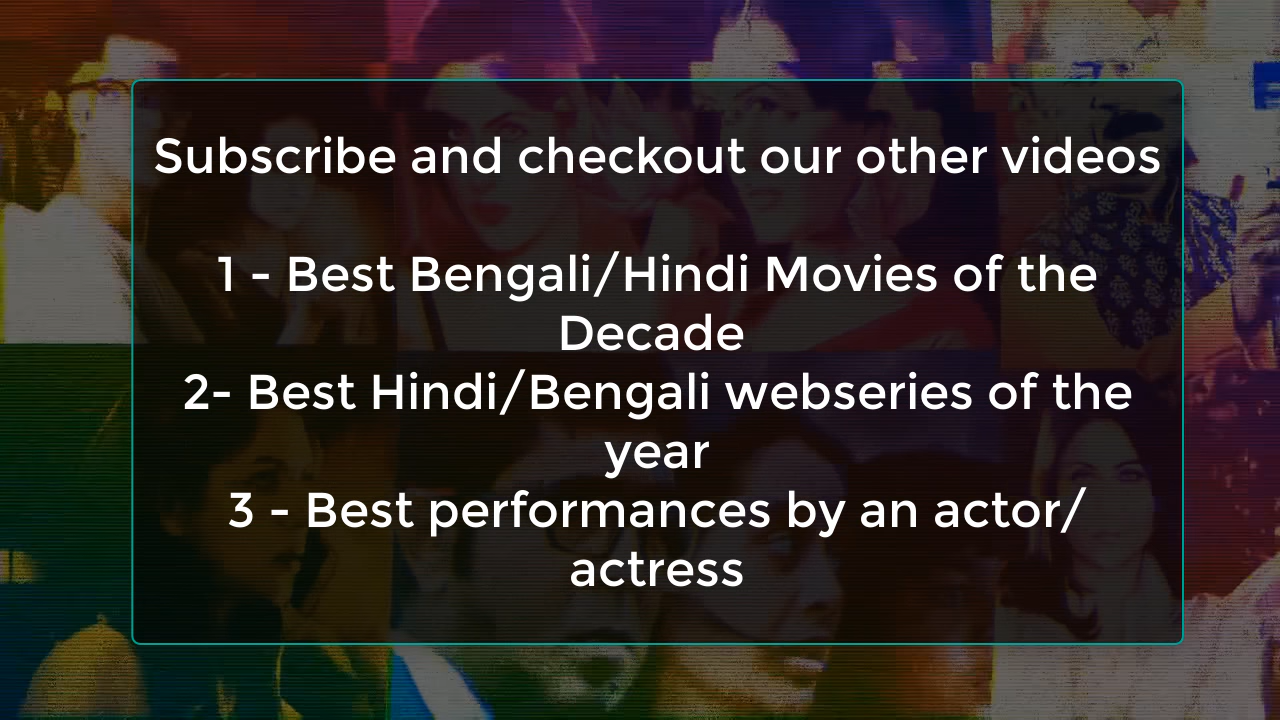 Subscribe and checkout our other videos
1 - Best Bengali/Hindi Movies of the
Decade
2- Best Hindi/Bengali webseries of the
year
3 - Best performances by an actor/
actress